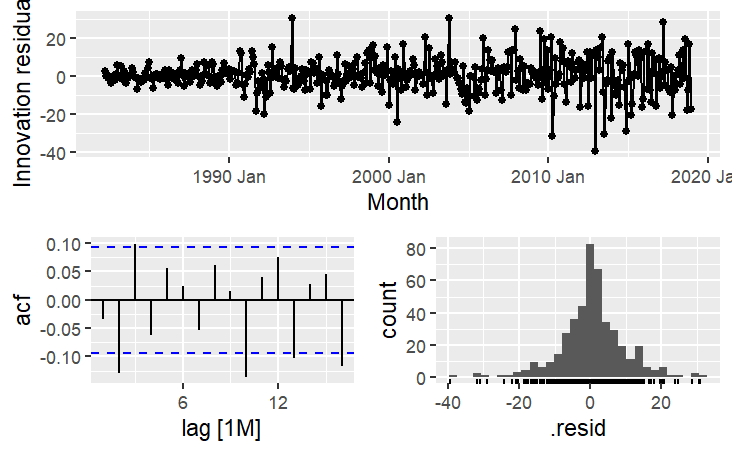 Innovation residua
20
0
-20
-40
1990 Jan
2000 Jan
2010 Jan
2020 Ja
Month
acf
0.10
0.05
0.00
-0.05
-0.10
6
12
lag [1M]
count
80
60
40
20
0
-40
-20
0
20
.resid